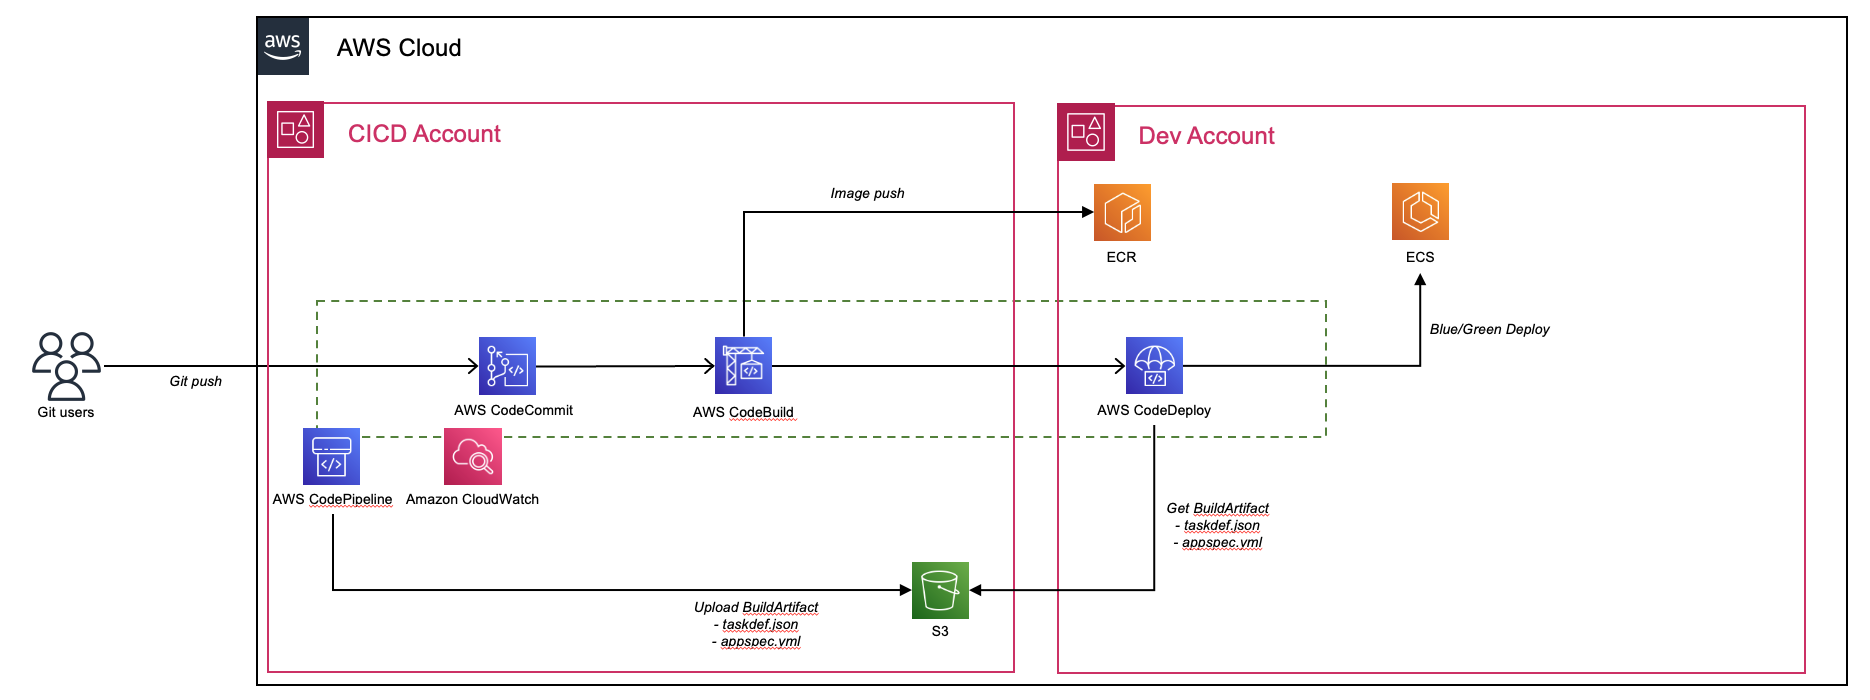 aws
AWS Cloud
CICD Account
Dev Account
Image push
ECR
ECS
Blue/Green Deploy
Git push
Git users
AWS CodeCommit
AWS CodeBuild
AWS CodeDeploy
AWS CodePipeline
Amazon CloudWatch
Get BuildArtifact
- taskdef.json
- appspec.yml
Upload BuildArtifact
- taskdef.json
- appspec.yml
S3